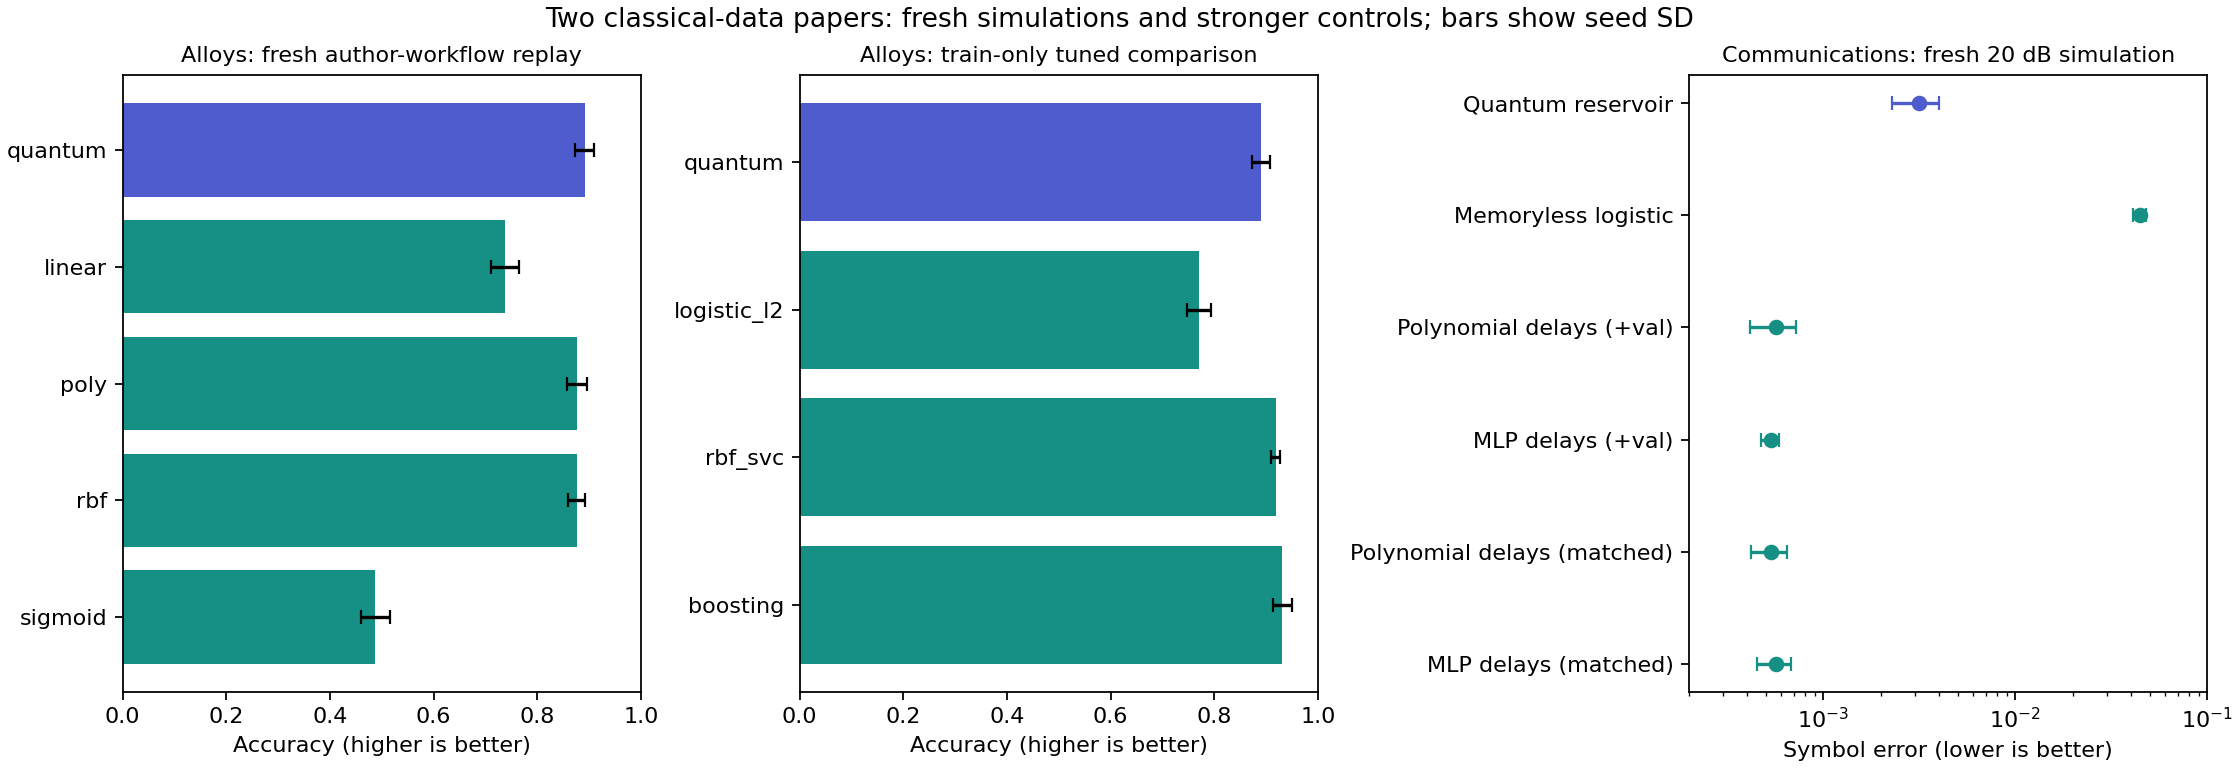 Two classical-data papers: fresh simulations and stronger controls; bars show seed SD
Alloys: fresh author-workflow replay
quantum
linear
poly
rbf
sigmoid
0.0 0.2 0.4 0.6 0.8 1.0
Accuracy (higher is better)
Alloys: train-only tuned comparison
quantum
logistic_l2
rbf_svc
boosting
0.0 0.2 0.4 0.6 0.8 1.0
Accuracy (higher is better)
Communications: fresh 20 dB simulation
Quantum reservoir
Memoryless logistic
Polynomial delays (+val)
MLP delays (+val)
Polynomial delays (matched)
MLP delays (matched)
10⁻³ 10⁻² 10⁻¹
Symbol error (lower is better)